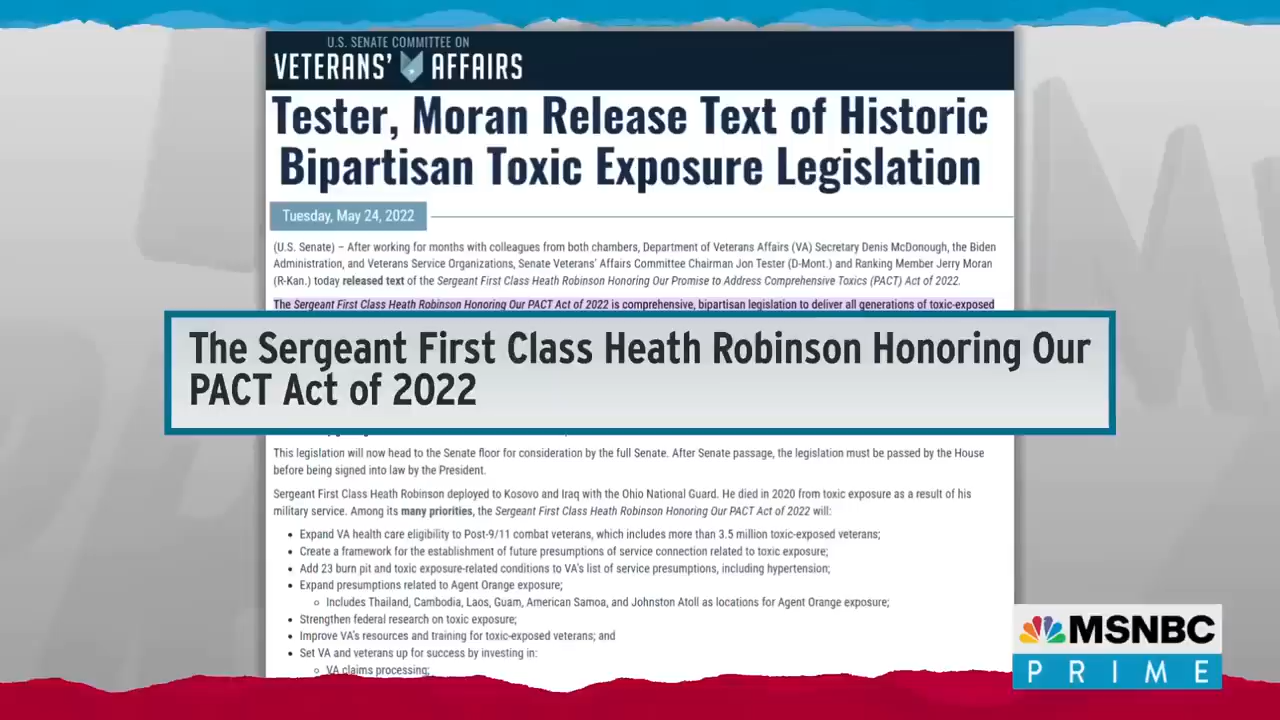 U.S. SENATE COMMITTEE ON
VETERANS' AFFAIRS
Tester, Moran Release Text of Historic
Bipartisan Toxic Exposure Legislation
Tuesday, May 24, 2022
(U.S. Senate) – After working for months with colleagues from both chambers, Department of Veterans Affairs (VA) Secretary Denis McDonough, the Biden
Administration, and Veterans Service Organizations, Senate Veterans' Affairs Committee Chairman Jon Tester (D-Mont.) and Ranking Member Jerry Moran
(R-Kan.) today released text of the Sergeant First Class Heath Robinson Honoring Our Promise to Address Comprehensive Toxics (PACT) Act of 2022.
The Sergeant First Class Heath Robinson Honoring Our PACT Act of 2022 is comprehensive, bipartisan legislation to deliver all generations of toxic-exposed
The Sergeant First Class Heath Robinson Honoring Our
PACT Act of 2022
This legislation will now head to the Senate floor for consideration by the full Senate. After Senate passage, the legislation must be passed by the House
before being signed into law by the President.
Sergeant First Class Heath Robinson deployed to Kosovo and Iraq with the Ohio National Guard. He died in 2020 from toxic exposure as a result of his
military service. Among its many priorities, the Sergeant First Class Heath Robinson Honoring Our PACT Act of 2022 will:
• Expand VA health care eligibility to Post-9/11 combat veterans, which includes more than 3.5 million toxic-exposed veterans;
• Create a framework for the establishment of future presumptions of service connection related to toxic exposure;
• Add 23 burn pit and toxic exposure-related conditions to VA's list of service presumptions, including hypertension;
• Expand presumptions related to Agent Orange exposure;
○ Includes Thailand, Cambodia, Laos, Guam, American Samoa, and Johnston Atoll as locations for Agent Orange exposure;
• Strengthen federal research on toxic exposure;
• Improve VA's resources and training for toxic-exposed veterans; and
• Set VA and veterans up for success by investing in:
○ VA claims processing;
MSNBC
PRIME